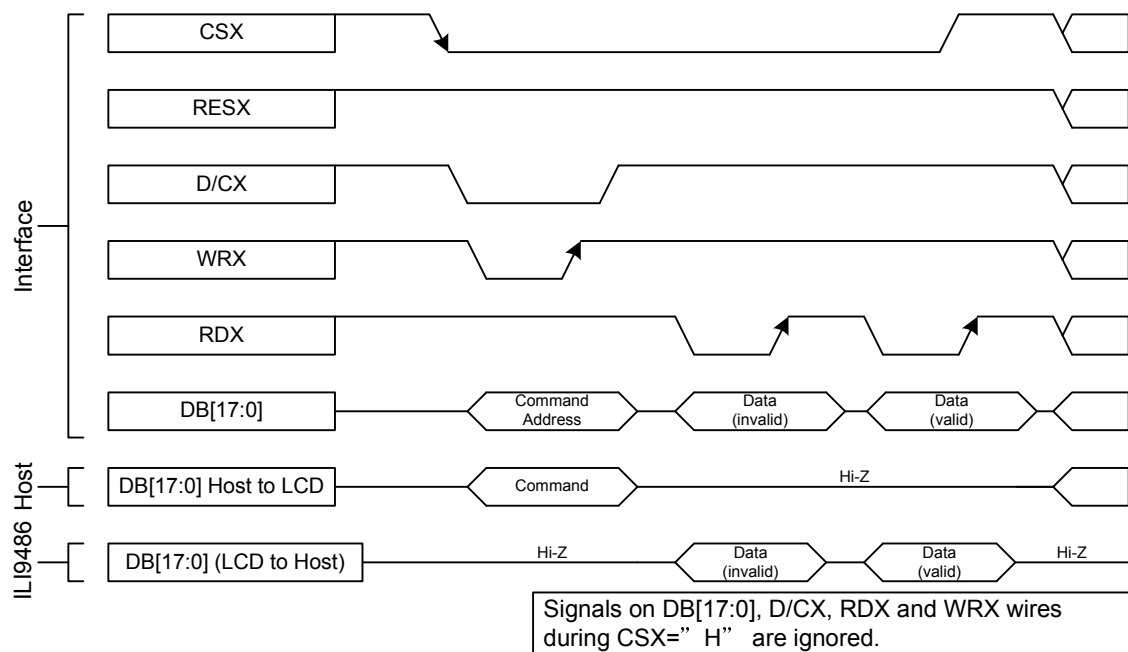 Interface
CSX
RESX
D/CX
WRX
RDX
DB[17:0]
Command
Address
Data
(invalid)
Data
(valid)
Host
DB[17:0] Host to LCD
Command
Hi-Z
ILI9486
DB[17:0] (LCD to Host)
Hi-Z
Data
(invalid)
Data
(valid)
Hi-Z
Signals on DB[17:0], D/CX, RDX and WRX wires
during CSX=” H” are ignored.